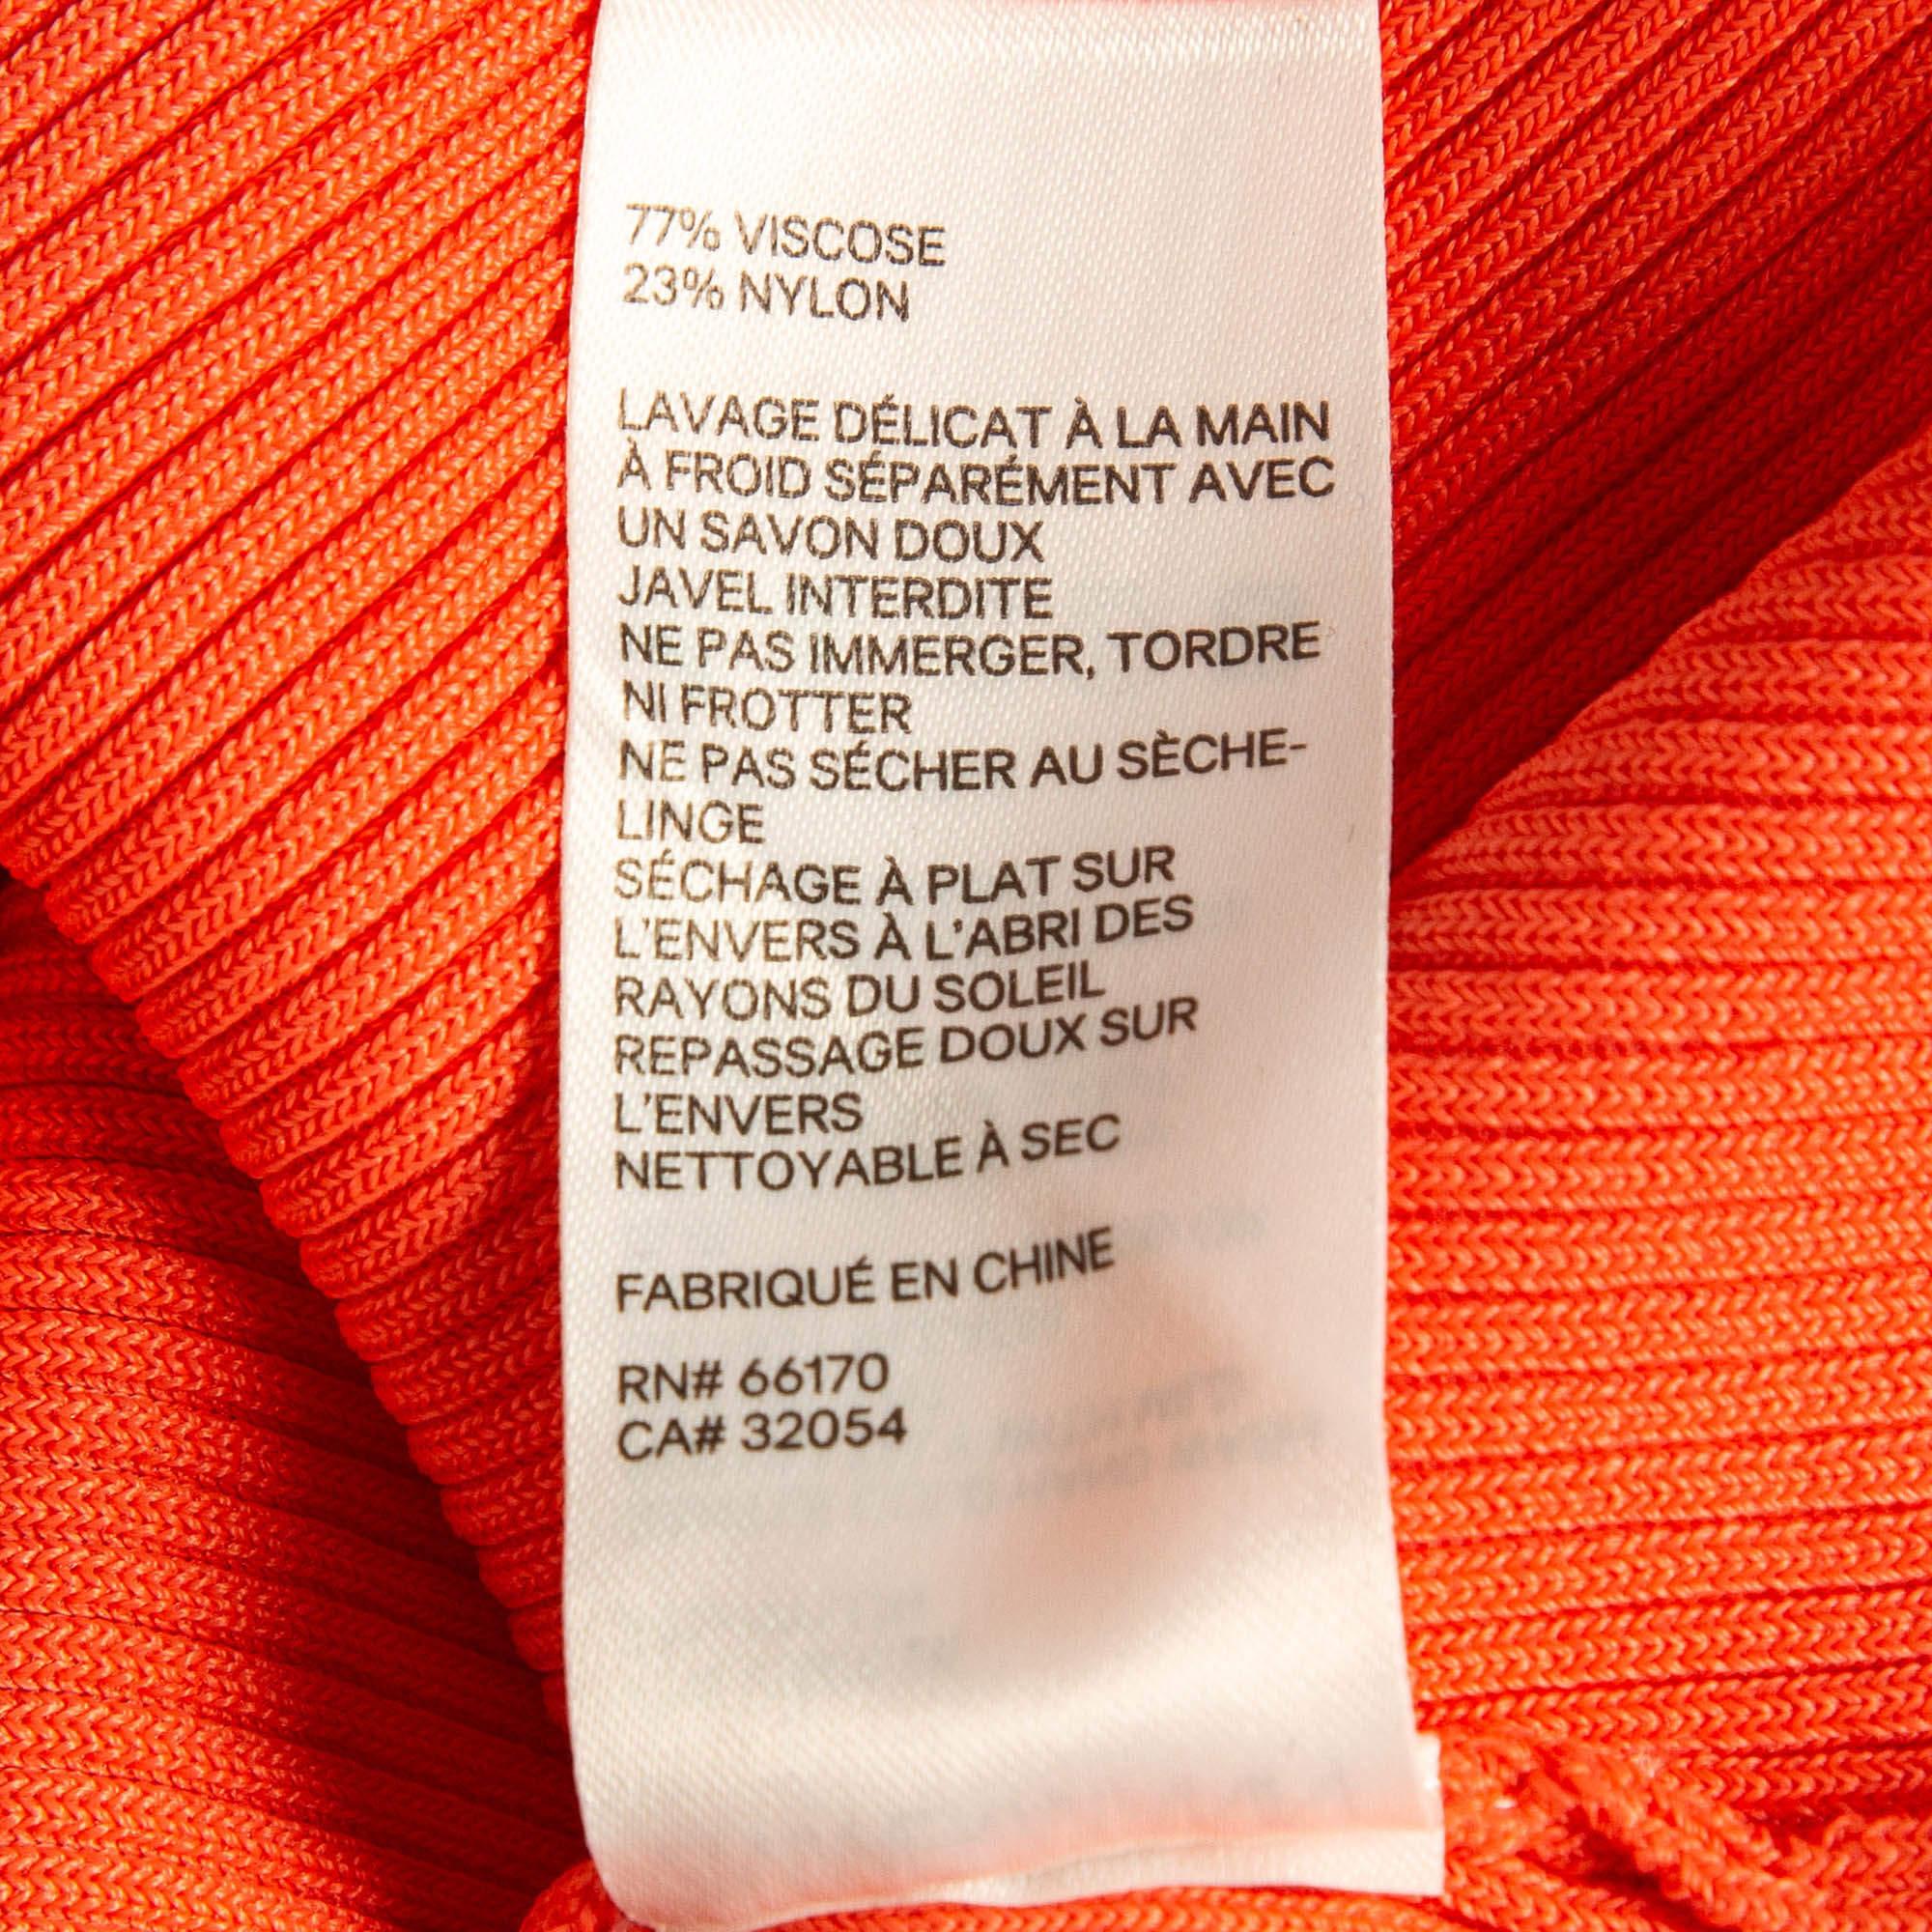 77% VISCOSE
23% NYLON
LAVAGE DÉLICAT À LA MAIN
À FROID SÉPARÉMENT AVEC
UN SAVON DOUX
JAVEL INTERDITE
NE PAS IMMERGER, TORDRE
NI FROTTER
NE PAS SÉCHER AU SÈCHE-
LINGE
SÉCHAGE À PLAT SUR
L'ENVERS À L'ABRI DES
RAYONS DU SOLEIL
REPASSAGE DOUX SUR
L'ENVERS
NETTOYABLE À SEC
FABRIQUÉ EN CHINE
RN# 66170
CA# 32054